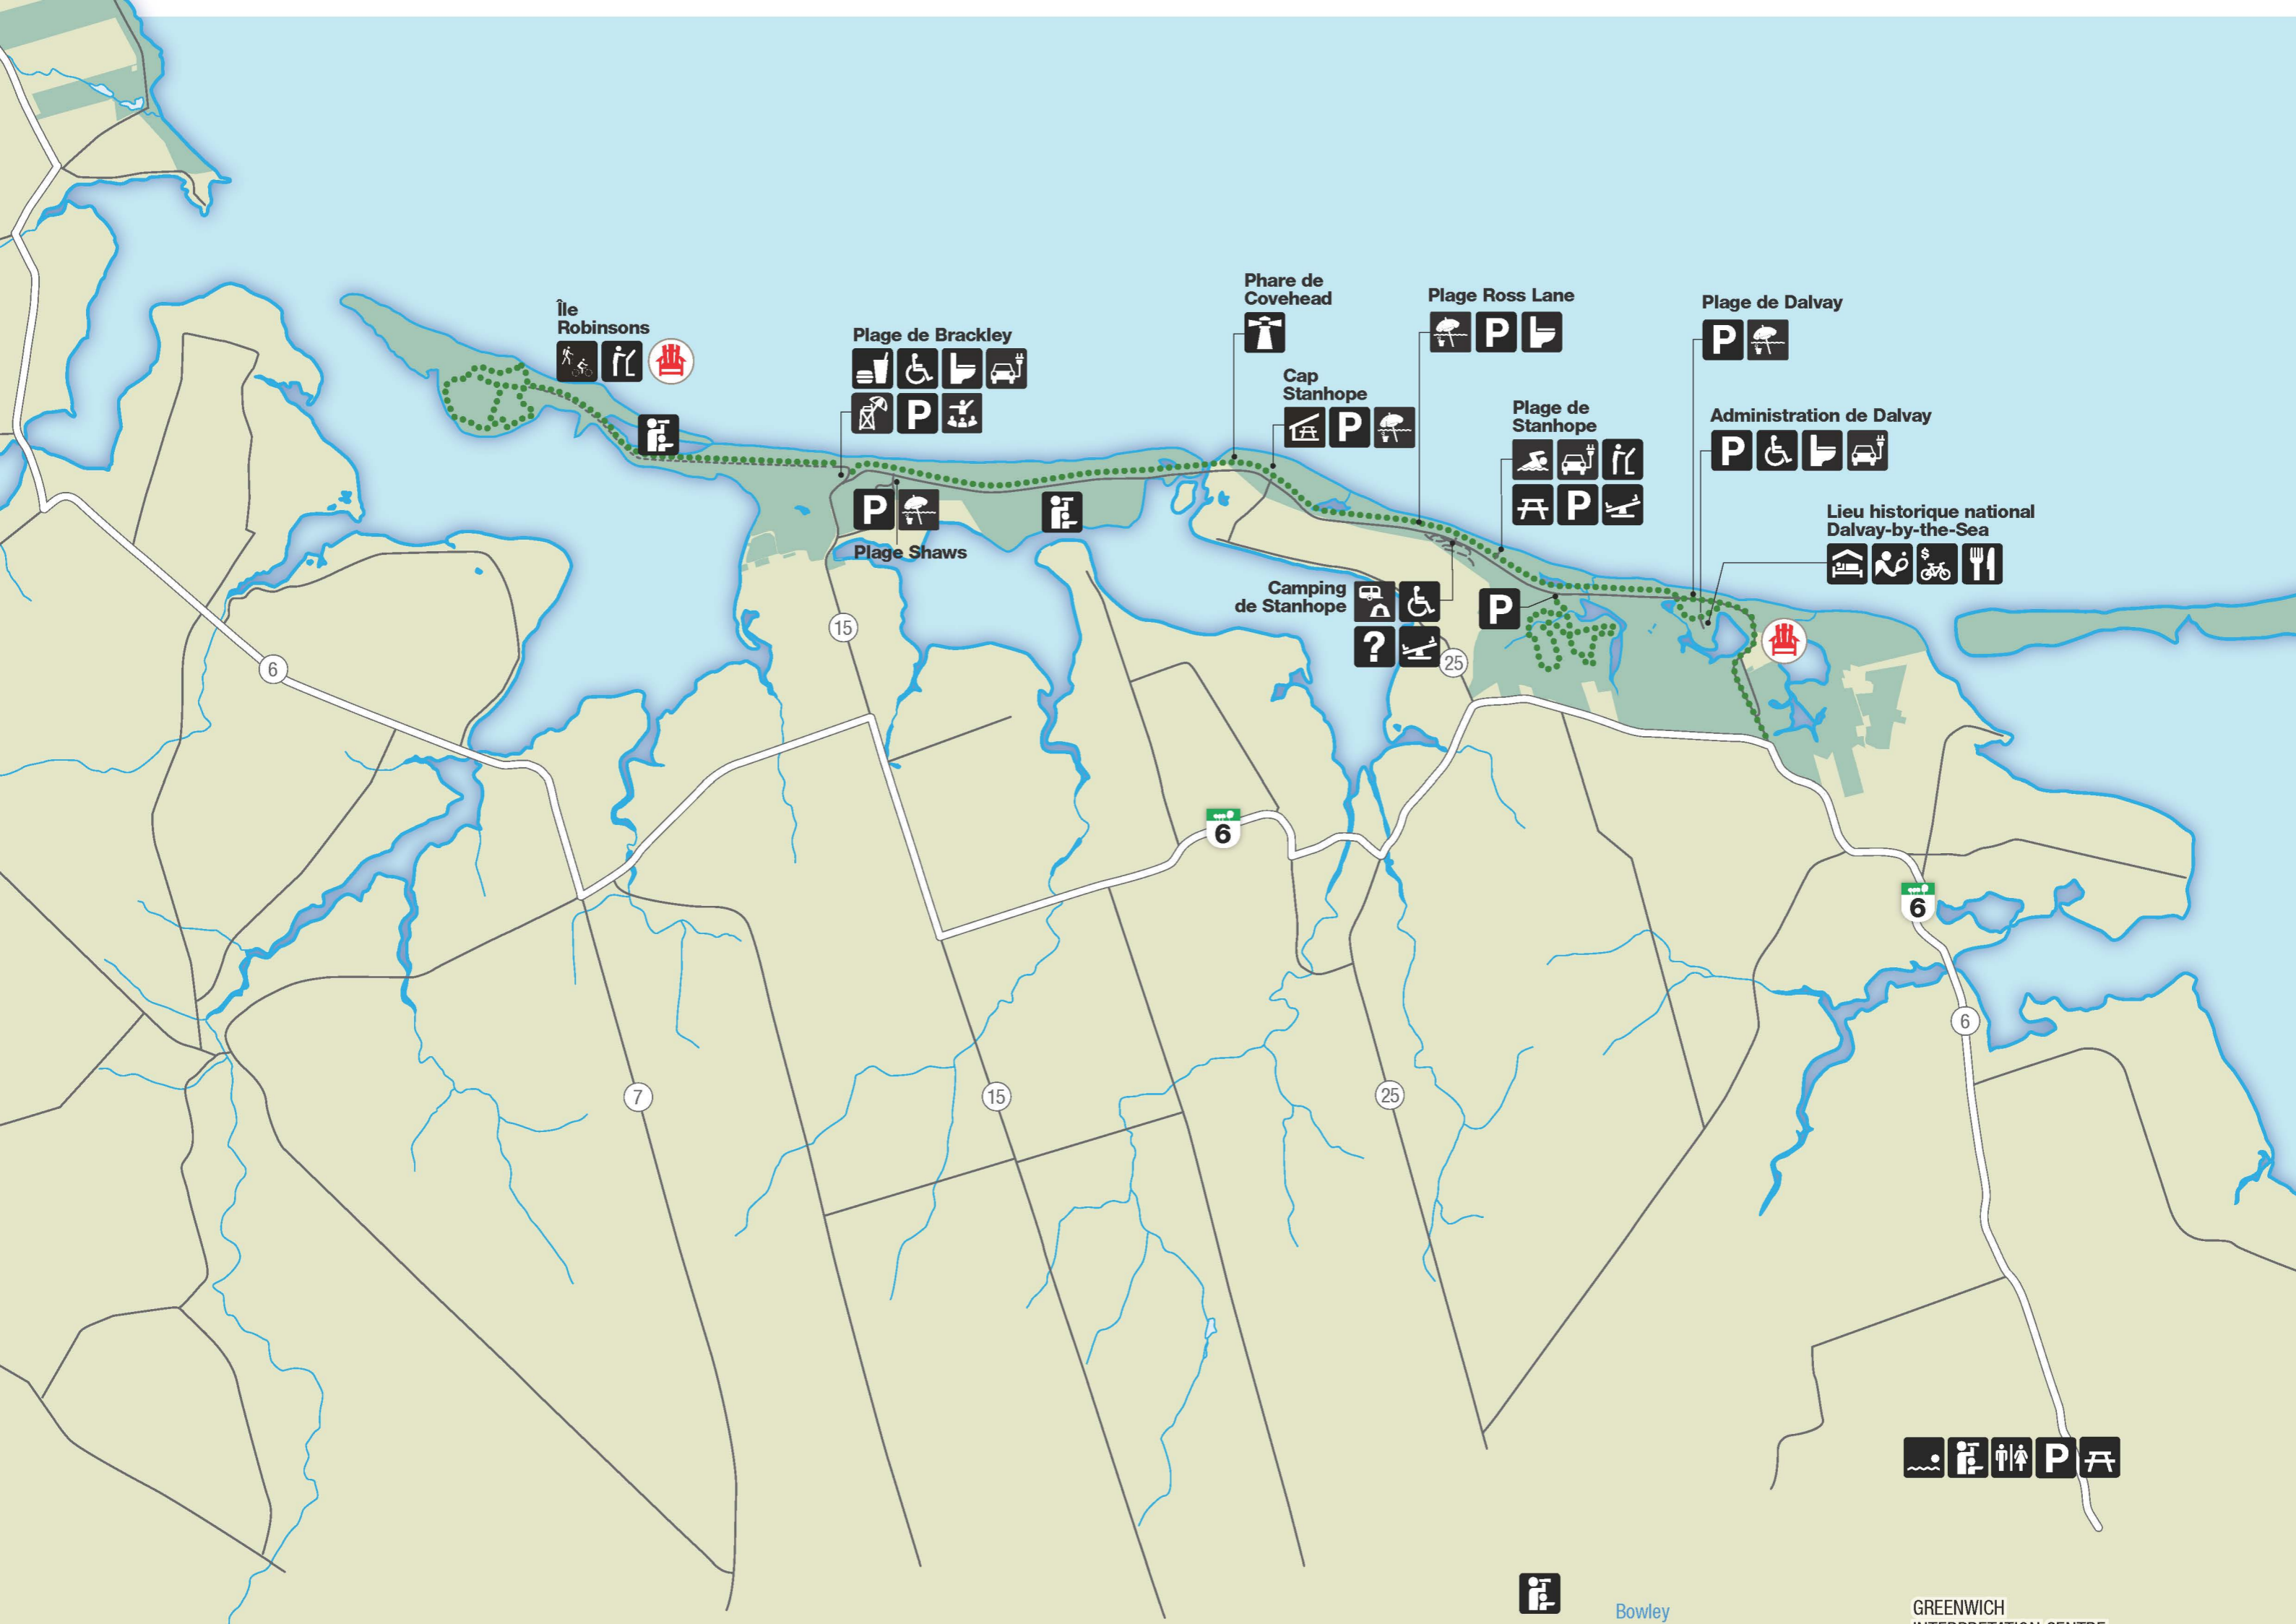 Île
Robinsons
Plage de Brackley
P
P
Plage Shaws
Phare de
Covehead
Cap
Stanhope
P
Plage Ross Lane
P
Plage de
Stanhope
P
Plage de Dalvay
P
Administration de Dalvay
P
Lieu historique national
Dalvay-by-the-Sea
$
Camping
de Stanhope
?
P
15
25
6
6
6
6
7
15
25
P
Bowley
GREENWICH
INTERPRETATION CENTRE